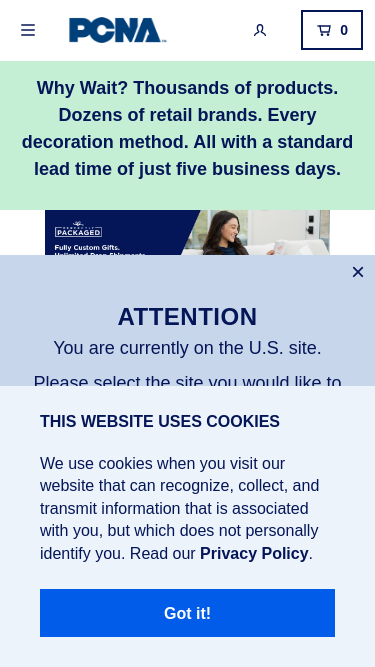 PCNA
0
Why Wait? Thousands of products.
Dozens of retail brands. Every
decoration method. All with a standard
lead time of just five business days.
PACKAGED
Fully Custom Gifts.
ATTENTION
You are currently on the U.S. site.
Please select the site you would like to
THIS WEBSITE USES COOKIES
We use cookies when you visit our
website that can recognize, collect, and
transmit information that is associated
with you, but which does not personally
identify you. Read our Privacy Policy.
Got it!